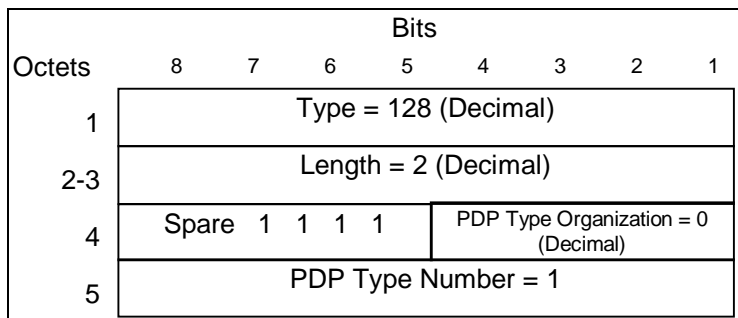 Bits
Octets 8 7 6 5 4 3 2 1
1 Type = 128 (Decimal)
2-3 Length = 2 (Decimal)
4 Spare 1 1 1 1 PDP Type Organization = 0 (Decimal)
5 PDP Type Number = 1